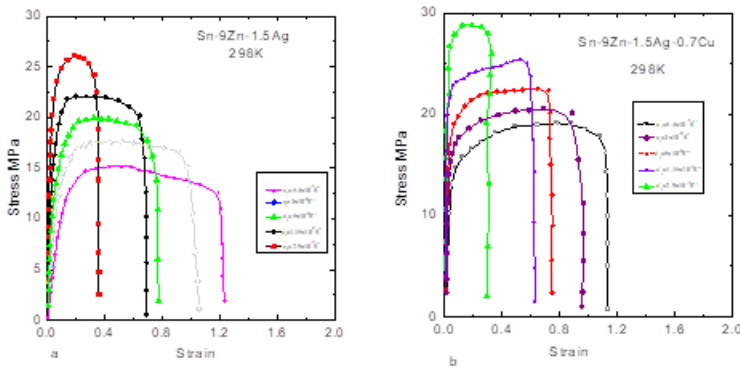 Sn-9Zn-1.5Ag
298K
Stress MPa
30
25
20
15
10
5
0
0.0 0.4 0.8 1.2 1.6 2.0
a
Strain
Sn-9Zn-1.5Ag-0.7Cu
298K
Stress MPa
30
20
10
0
0.0 0.4 0.8 1.2 1.6 2.0
Strain
b